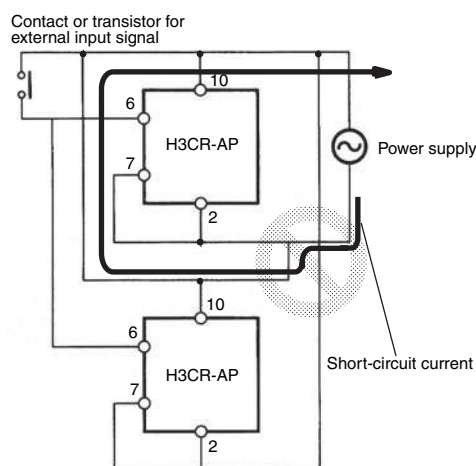 Contact or transistor for
external input signal
10
6
H3CR-AP
7
Power supply
2
10
6
Short-circuit current
H3CR-AP
7
2